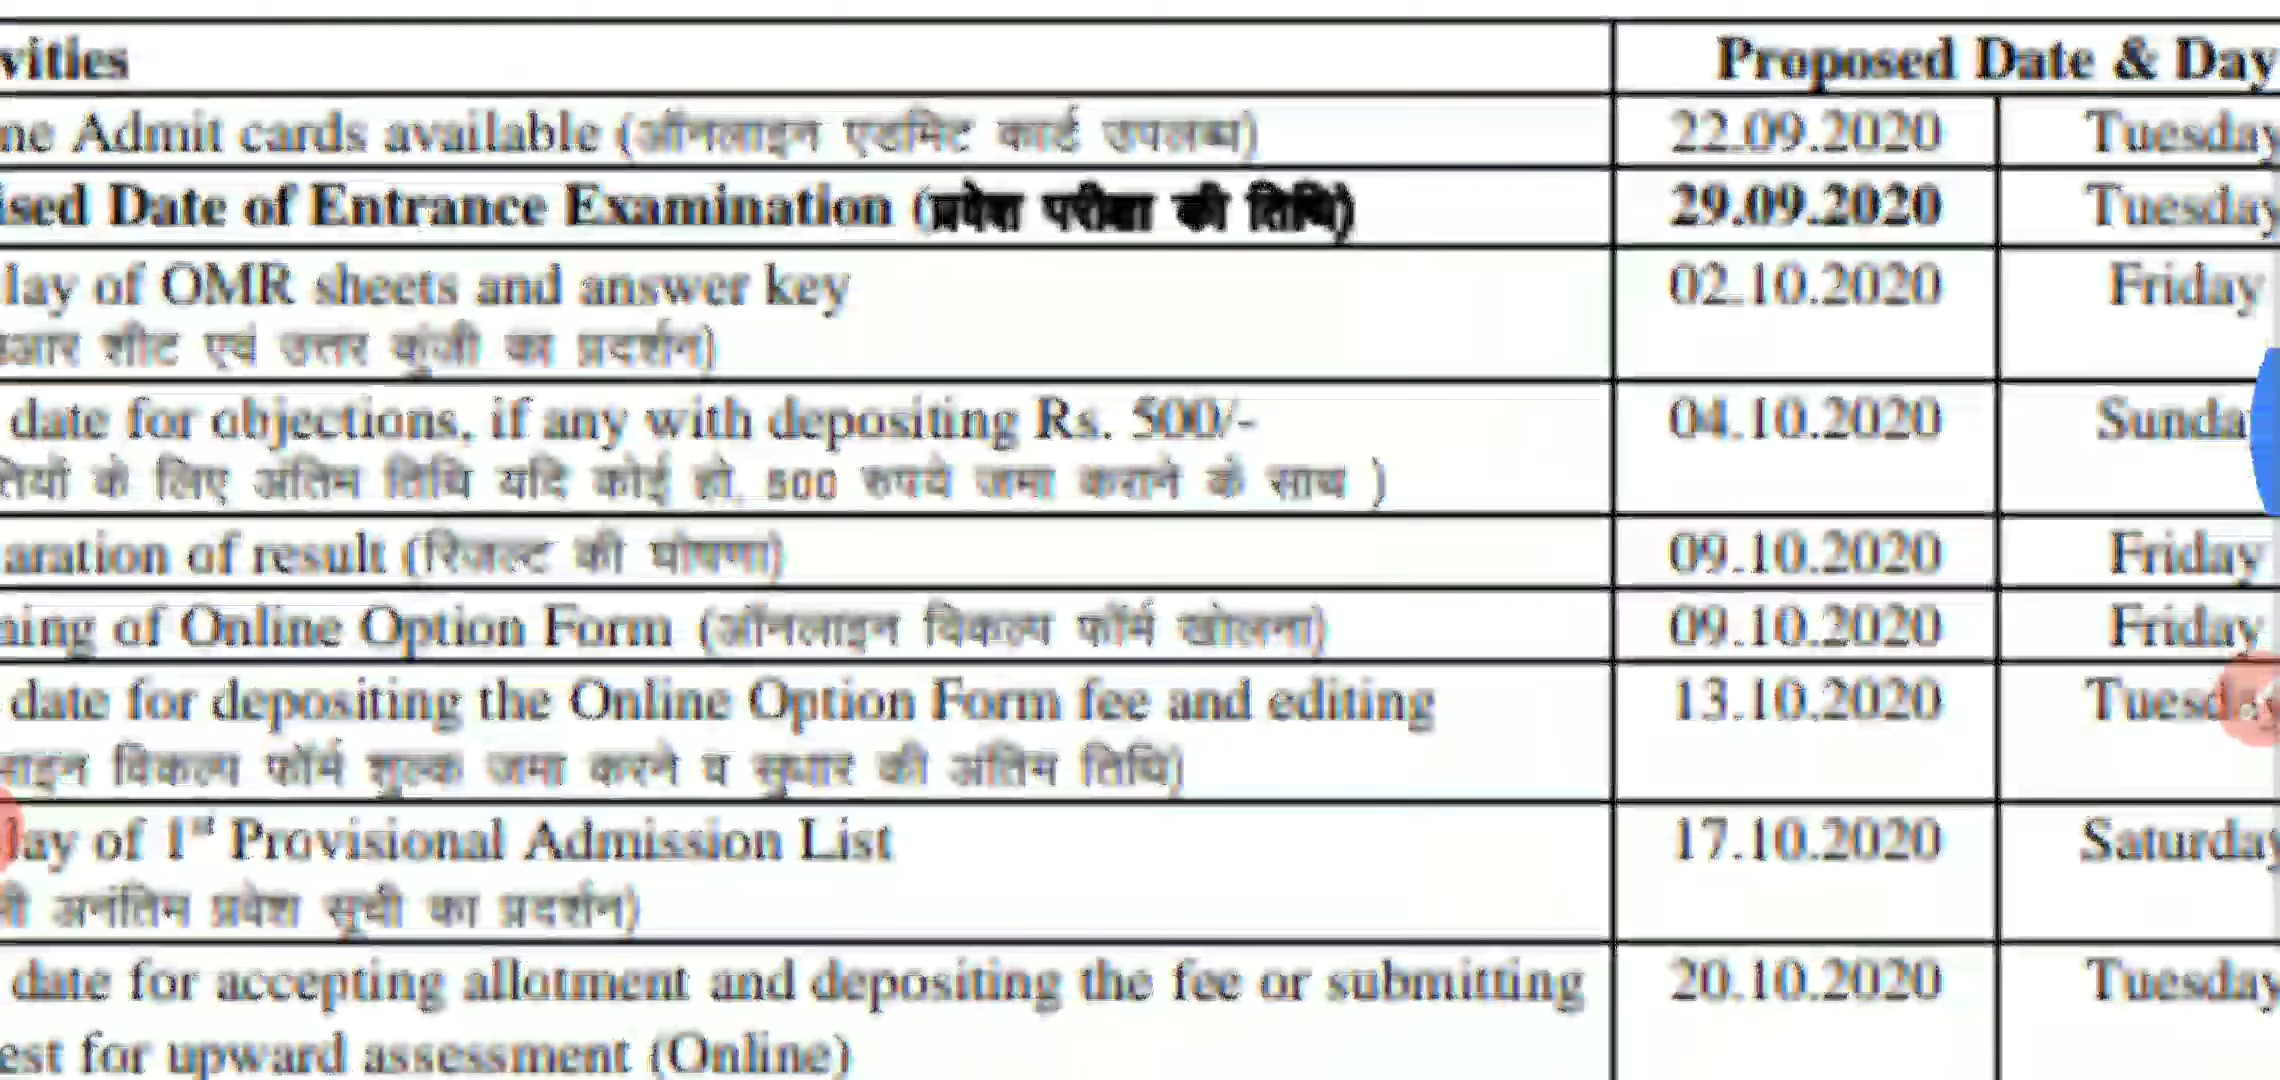 vities Proposed Date & Day
ne Admit cards available (ऑनलाइन एडमिट कार्ड उपलब्ध) 22.09.2020 Tuesday
ised Date of Entrance Examination (प्रवेश परीक्षा की तिथि) 29.09.2020 Tuesday
lay of OMR sheets and answer key 02.10.2020 Friday
आर शीट एवं उत्तर कुंजी का प्रदर्शन)
date for objections, if any with depositing Rs. 500/- 04.10.2020 Sunda
तियों के लिए अंतिम तिथि यदि कोई हो, 500 रुपये जमा कराने के साथ )
aration of result (रिजल्ट की घोषणा) 09.10.2020 Friday
ning of Online Option Form (ऑनलाइन विकल्प फॉर्म खोलना) 09.10.2020 Friday
date for depositing the Online Option Form fee and editing 13.10.2020 Tuesday
लाइन विकल्प फॉर्म शुल्क जमा करने व सुधार की अंतिम तिथि)
lay of 1st Provisional Admission List 17.10.2020 Saturday
अनंतिम प्रवेश सूची का प्रदर्शन)
date for accepting allotment and depositing the fee or submitting 20.10.2020 Tuesday
est for upward assessment (Online)